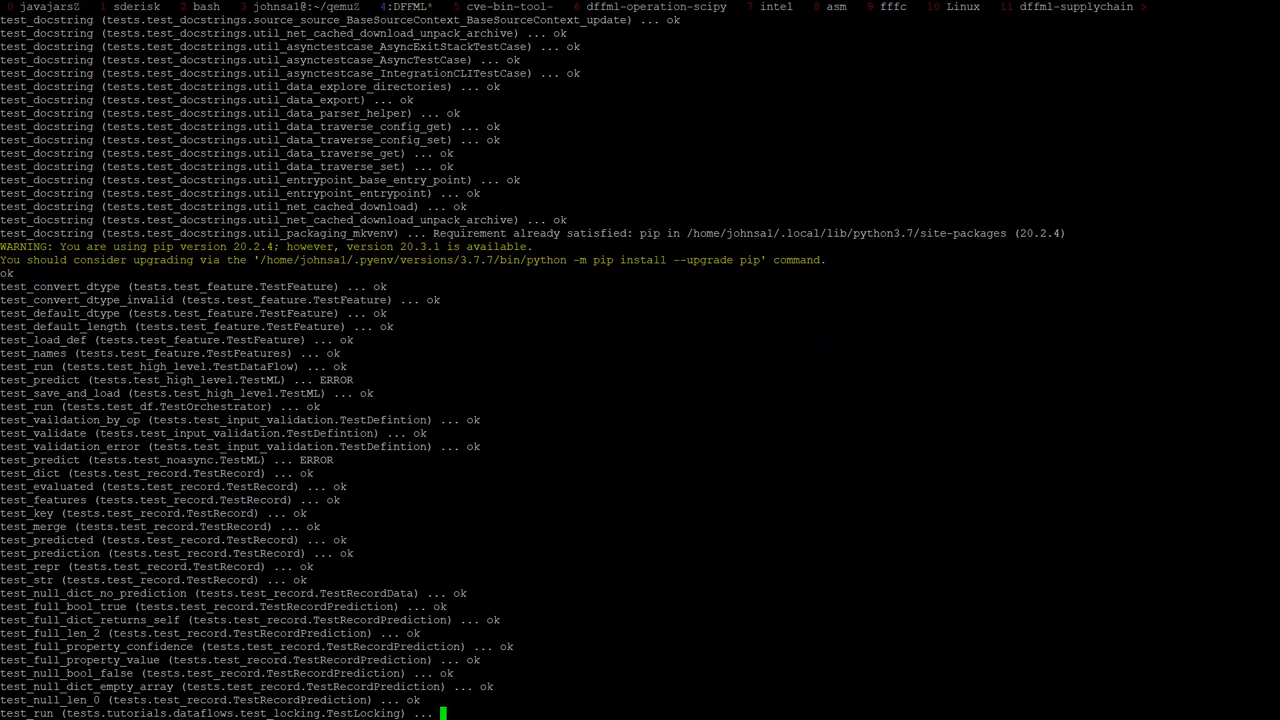 0 javajarsZ  1 sderisk  2 bash  3 johnsal@:~/qemuZ  4:DFFML*  5 cve-bin-tool-  6 dffml-operation-scipy  7 intel  8 asm  9 fffc  10 Linux  11 dffml-supplychain >
test_docstring (tests.test_docstrings.source_source_BaseSourceContext_BaseSourceContext_update) ... ok
test_docstring (tests.test_docstrings.util_net_cached_download_unpack_archive) ... ok
test_docstring (tests.test_docstrings.util_asynctestcase_AsyncExitStackTestCase) ... ok
test_docstring (tests.test_docstrings.util_asynctestcase_AsyncTestCase) ... ok
test_docstring (tests.test_docstrings.util_asynctestcase_IntegrationCLITestCase) ... ok
test_docstring (tests.test_docstrings.util_data_explore_directories) ... ok
test_docstring (tests.test_docstrings.util_data_export) ... ok
test_docstring (tests.test_docstrings.util_data_parser_helper) ... ok
test_docstring (tests.test_docstrings.util_data_traverse_config_get) ... ok
test_docstring (tests.test_docstrings.util_data_traverse_config_set) ... ok
test_docstring (tests.test_docstrings.util_data_traverse_get) ... ok
test_docstring (tests.test_docstrings.util_data_traverse_set) ... ok
test_docstring (tests.test_docstrings.util_entrypoint_base_entry_point) ... ok
test_docstring (tests.test_docstrings.util_entrypoint_entrypoint) ... ok
test_docstring (tests.test_docstrings.util_net_cached_download) ... ok
test_docstring (tests.test_docstrings.util_net_cached_download_unpack_archive) ... ok
test_docstring (tests.test_docstrings.util_packaging_mkvenv) ... Requirement already satisfied: pip in /home/johnsal/.local/lib/python3.7/site-packages (20.2.4)
WARNING: You are using pip version 20.2.4; however, version 20.3.1 is available.
You should consider upgrading via the '/home/johnsal/.pyenv/versions/3.7.7/bin/python -m pip install --upgrade pip' command.
ok
test_convert_dtype (tests.test_feature.TestFeature) ... ok
test_convert_dtype_invalid (tests.test_feature.TestFeature) ... ok
test_default_dtype (tests.test_feature.TestFeature) ... ok
test_default_length (tests.test_feature.TestFeature) ... ok
test_load_def (tests.test_feature.TestFeature) ... ok
test_names (tests.test_feature.TestFeatures) ... ok
test_run (tests.test_high_level.TestDataFlow) ... ok
test_predict (tests.test_high_level.TestML) ... ERROR
test_save_and_load (tests.test_high_level.TestML) ... ok
test_run (tests.test_df.TestOrchestrator) ... ok
test_vaildation_by_op (tests.test_input_validation.TestDefintion) ... ok
test_validate (tests.test_input_validation.TestDefintion) ... ok
test_validation_error (tests.test_input_validation.TestDefintion) ... ok
test_predict (tests.test_noasync.TestML) ... ERROR
test_dict (tests.test_record.TestRecord) ... ok
test_evaluated (tests.test_record.TestRecord) ... ok
test_features (tests.test_record.TestRecord) ... ok
test_key (tests.test_record.TestRecord) ... ok
test_merge (tests.test_record.TestRecord) ... ok
test_predicted (tests.test_record.TestRecord) ... ok
test_prediction (tests.test_record.TestRecord) ... ok
test_repr (tests.test_record.TestRecord) ... ok
test_str (tests.test_record.TestRecord) ... ok
test_null_dict_no_prediction (tests.test_record.TestRecordData) ... ok
test_full_bool_true (tests.test_record.TestRecordPrediction) ... ok
test_full_dict_returns_self (tests.test_record.TestRecordPrediction) ... ok
test_full_len_2 (tests.test_record.TestRecordPrediction) ... ok
test_full_property_confidence (tests.test_record.TestRecordPrediction) ... ok
test_full_property_value (tests.test_record.TestRecordPrediction) ... ok
test_null_bool_false (tests.test_record.TestRecordPrediction) ... ok
test_null_dict_empty_array (tests.test_record.TestRecordPrediction) ... ok
test_null_len_0 (tests.test_record.TestRecordPrediction) ... ok
test_run (tests.tutorials.dataflows.test_locking.TestLocking) ...